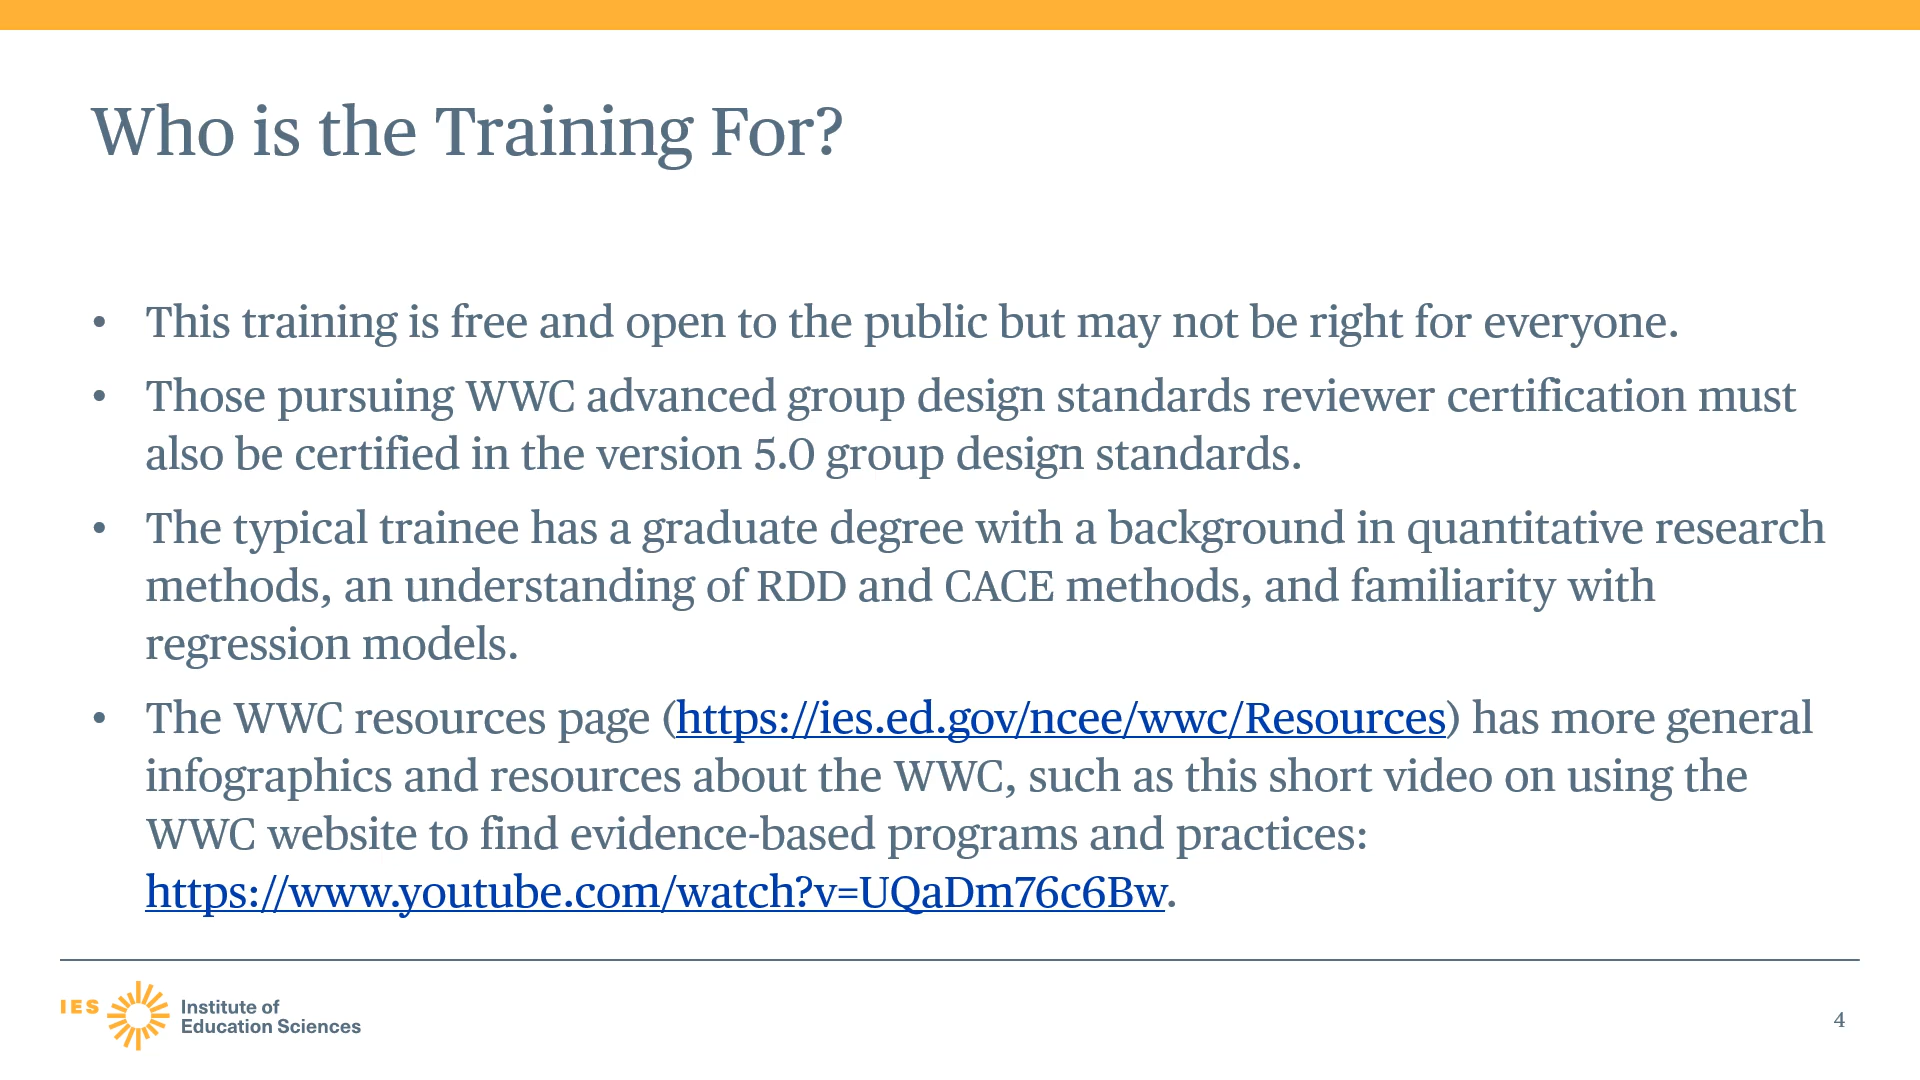 Who is the Training For?
• This training is free and open to the public but may not be right for everyone.
• Those pursuing WWC advanced group design standards reviewer certification must
also be certified in the version 5.0 group design standards.
• The typical trainee has a graduate degree with a background in quantitative research
methods, an understanding of RDD and CACE methods, and familiarity with
regression models.
• The WWC resources page (https://ies.ed.gov/ncee/wwc/Resources) has more general
infographics and resources about the WWC, such as this short video on using the
WWC website to find evidence-based programs and practices:
https://www.youtube.com/watch?v=UQaDm76c6Bw.
IES
Institute of
Education Sciences
4